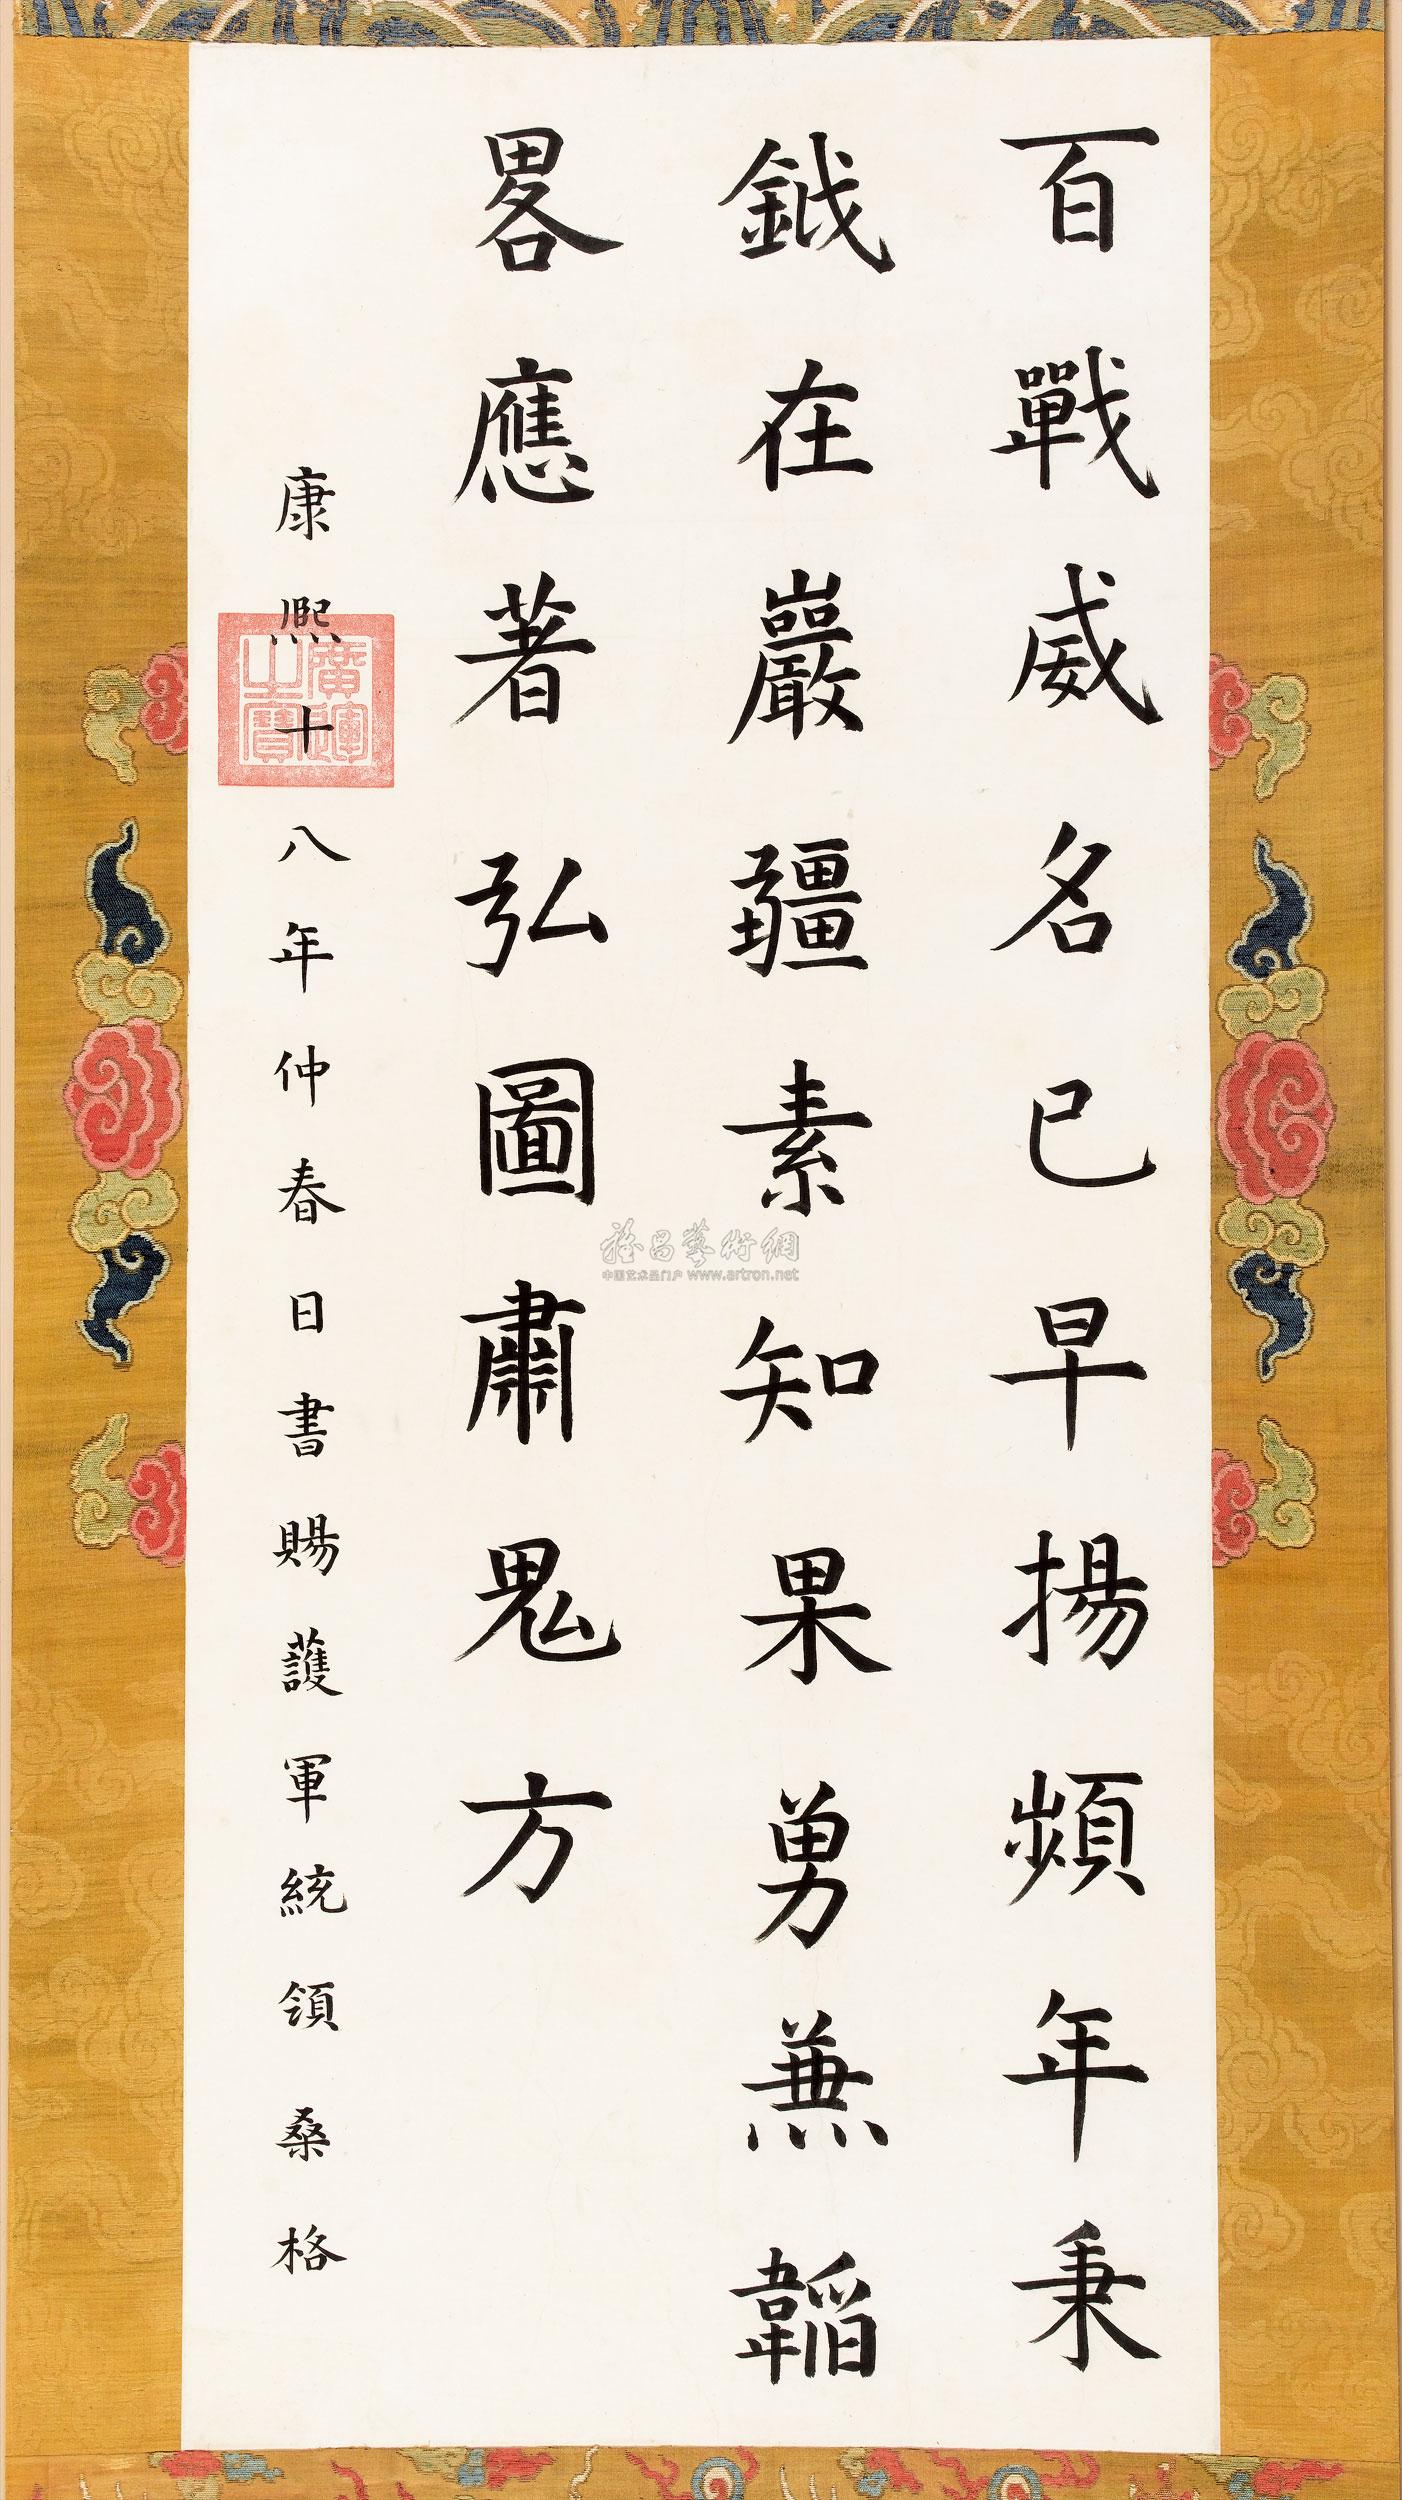 百戰威名已早揚頻年秉
鉞在巖疆素知果勇兼韜
畧應著弘圖肅鬼方
康熙十八年仲春日書賜護軍統領桑格
廣運之寶
雅昌藝術網
中国艺术品门户 www.artron.net